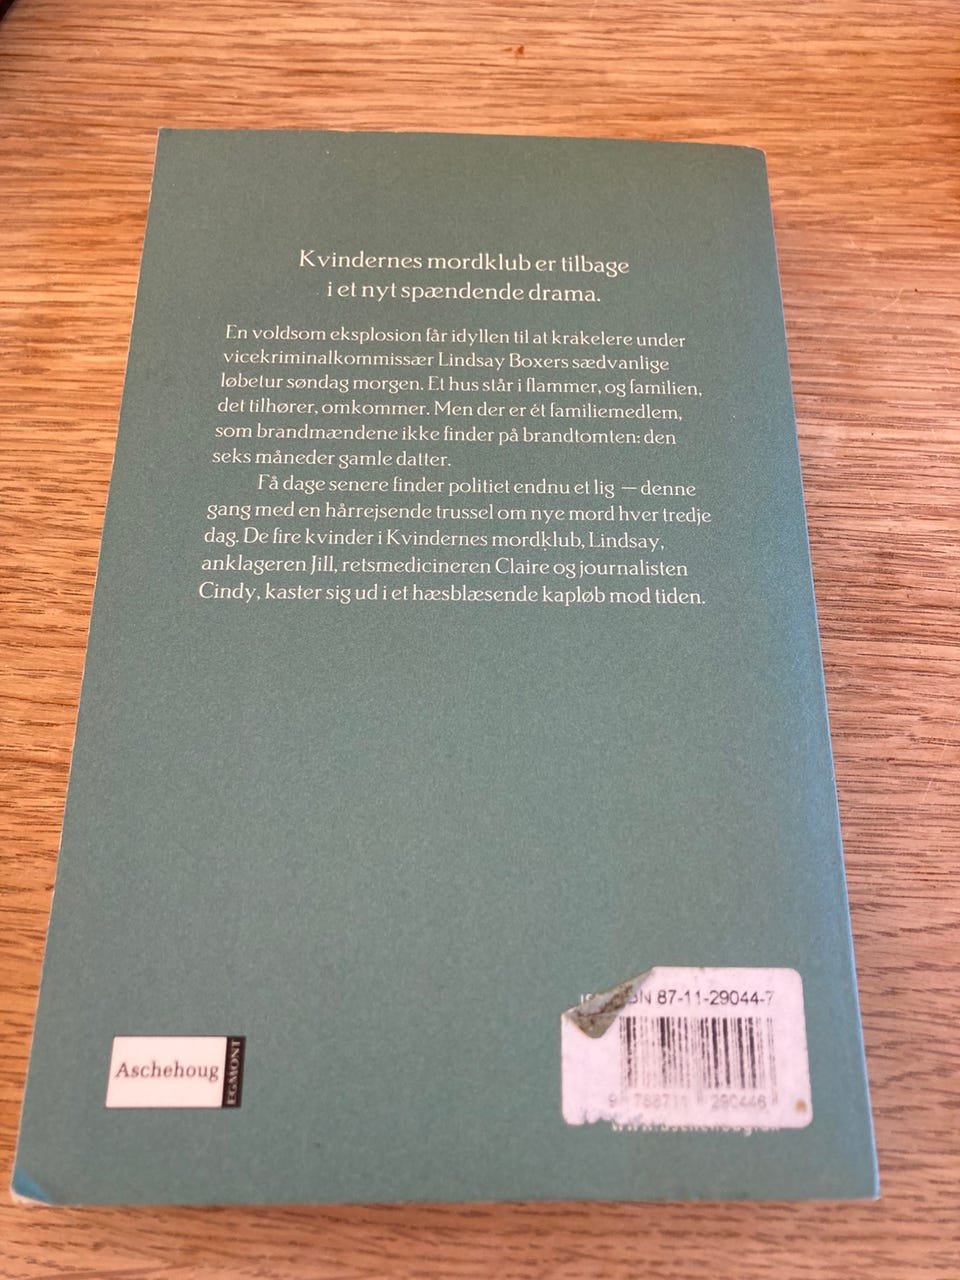 Kvindernes mordklub er tilbage
i et nyt spændende drama.
En voldsom eksplosion får idyllen til at krakelere under
vicekriminalkommissær Lindsay Boxers sædvanlige
løbetur søndag morgen. Et hus står i flammer, og familien,
det tilhører, omkommer. Men der er ét familiemedlem,
som brandmændene ikke finder på brandtomten: den
seks måneder gamle datter.
Få dage senere finder politiet endnu et lig — denne
gang med en hårrejsende trussel om nye mord hver tredje
dag. De fire kvinder i Kvindernes mordklub, Lindsay,
anklageren Jill, retsmedicineren Claire og journalisten
Cindy, kaster sig ud i et hæsblæsende kapløb mod tiden.
87-11-29044-7
9 788711 290446
Aschehoug
EGMONT